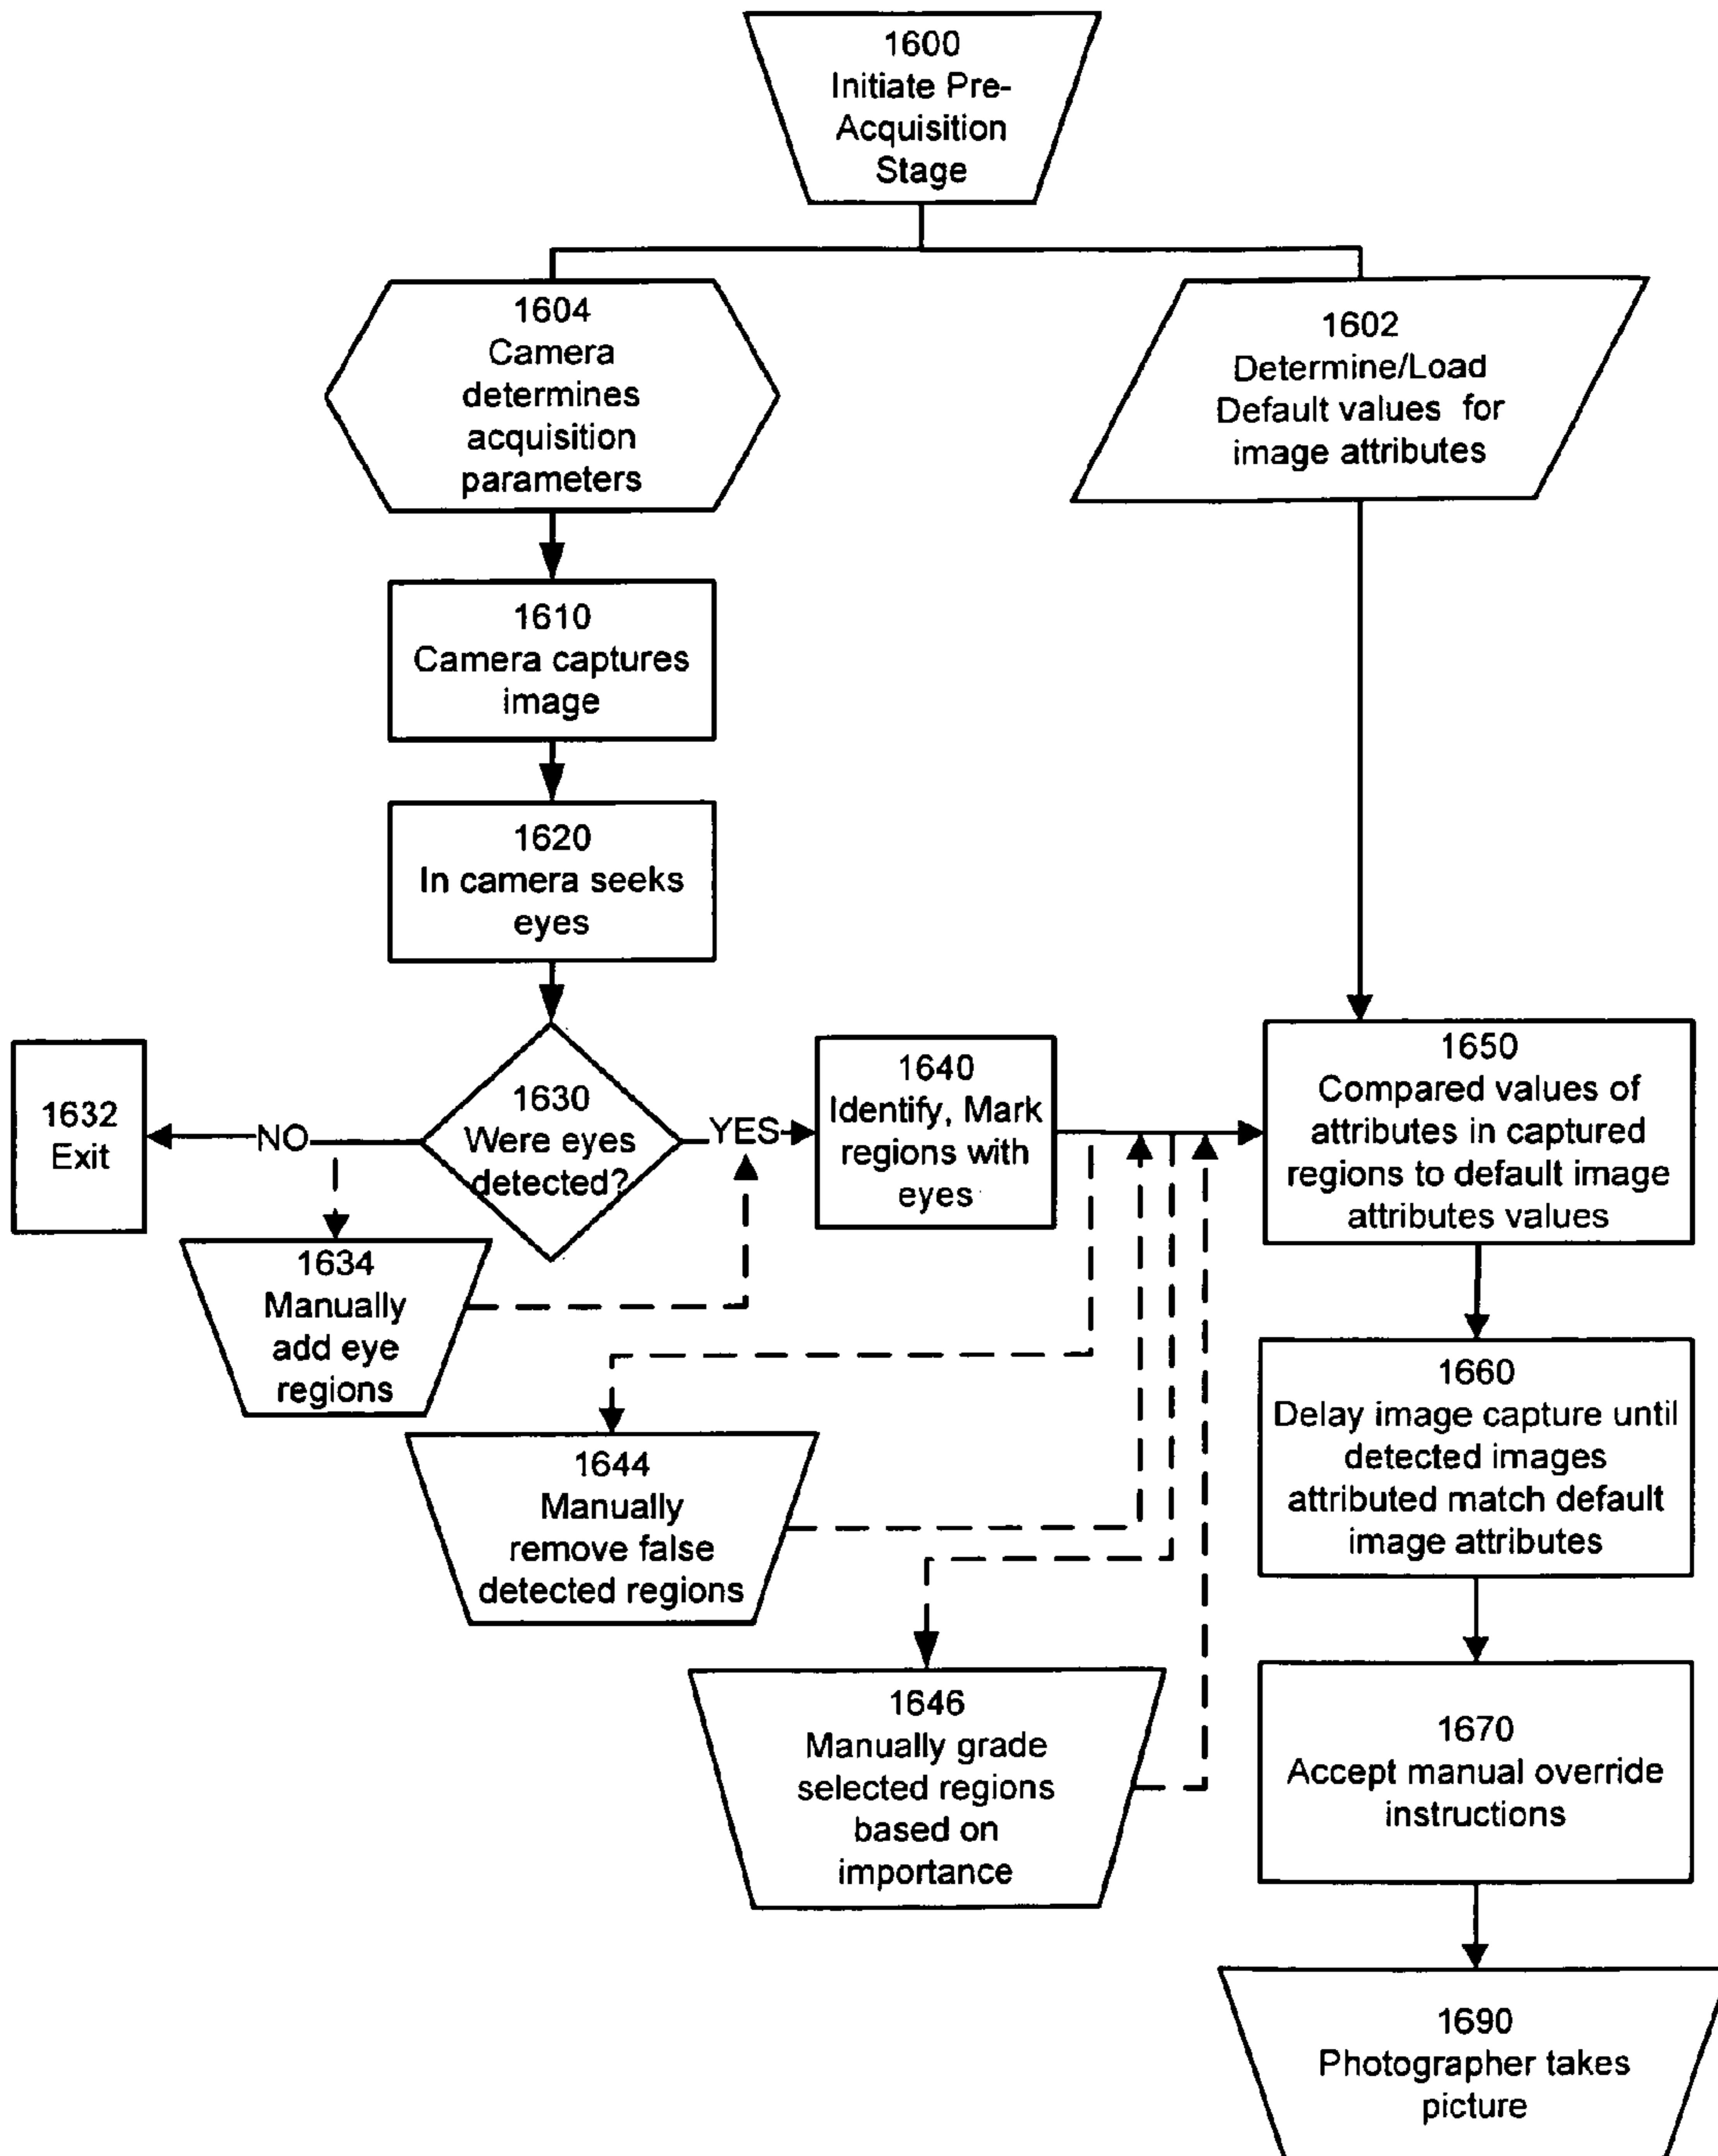 1600
Initiate Pre-
Acquisition
Stage
1604
Camera
determines
acquisition
parameters
1602
Determine/Load
Default values for
image attributes
1610
Camera captures
image
1620
In camera seeks
eyes
1632
Exit
NO
1630
Were eyes
detected?
YES
1640
Identify, Mark
regions with
eyes
1650
Compared values of
attributes in captured
regions to default image
attributes values
1634
Manually
add eye
regions
1644
Manually
remove false
detected regions
1646
Manually grade
selected regions
based on
importance
1660
Delay image capture until
detected images
attributed match default
image attributes
1670
Accept manual override
instructions
1690
Photographer takes
picture